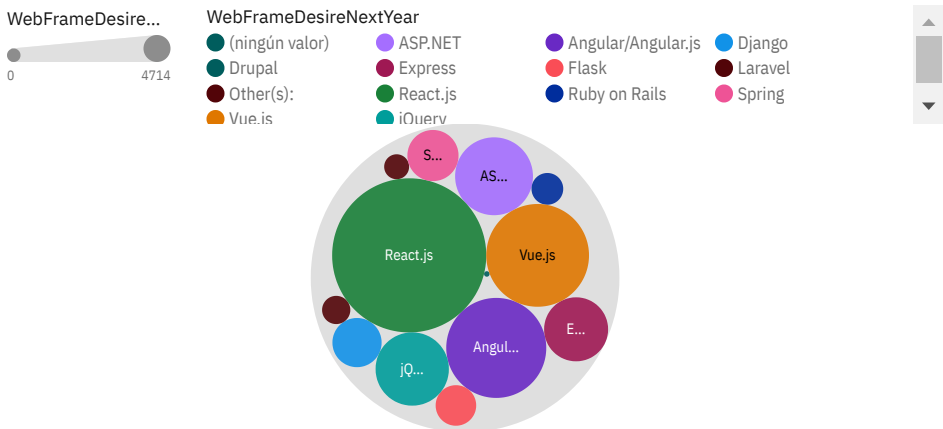 WebFrameDesire...
0
4714
WebFrameDesireNextYear
(ningún valor)
ASP.NET
Angular/Angular.js
Django
Drupal
Express
Flask
Laravel
Other(s):
React.js
Ruby on Rails
Spring
Vue.js
jQuery
S...
AS...
React.js
Vue.js
E...
Angul...
jQ...